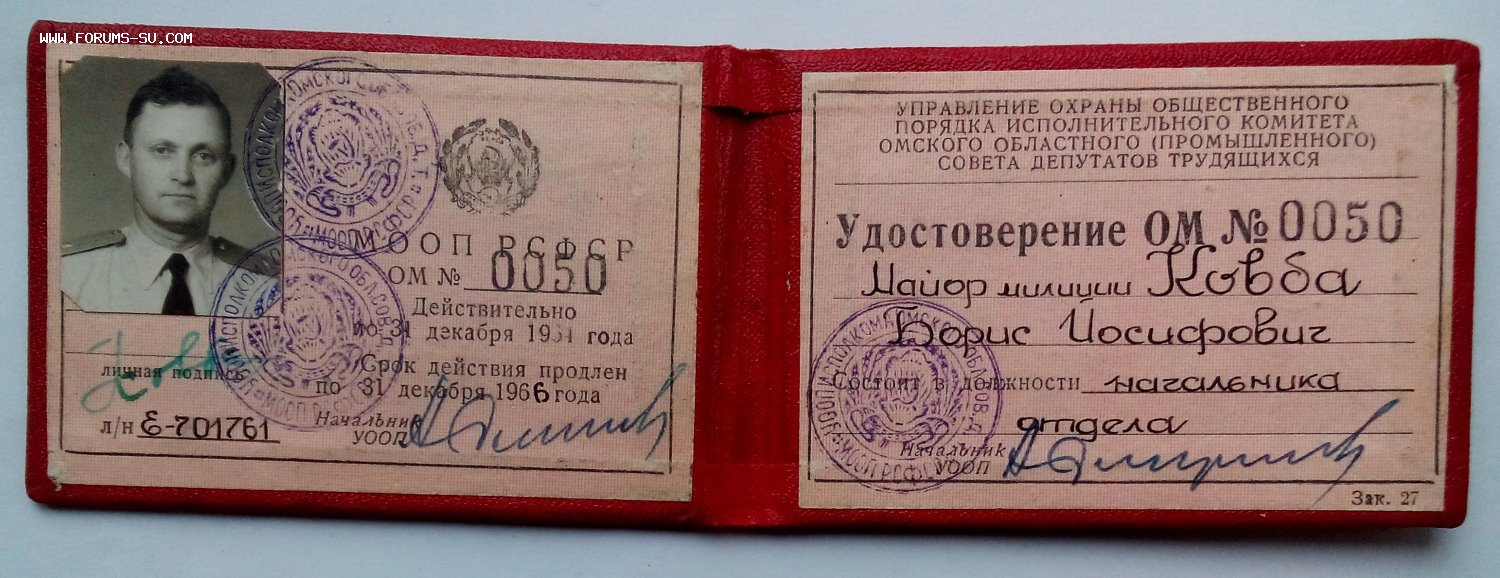 www.forums-su.com
МООП РСФСР
ОМ № 0050
Действительно
по 31 декабря 19 года
личная подпись
Срок действия продлен
по 31 декабря 1966 года
л/н Е-701761
Начальник
УООП
УПРАВЛЕНИЕ ОХРАНЫ ОБЩЕСТВЕННОГО
ПОРЯДКА ИСПОЛНИТЕЛЬНОГО КОМИТЕТА
ОМСКОГО ОБЛАСТНОГО (ПРОМЫШЛЕННОГО)
СОВЕТА ДЕПУТАТОВ ТРУДЯЩИХСЯ
Удостоверение ОМ № 0050
Майор милиции Ковба
Борис Иосифович
Состоит в должности начальника
отдела
Начальник
УООП
Зак. 27